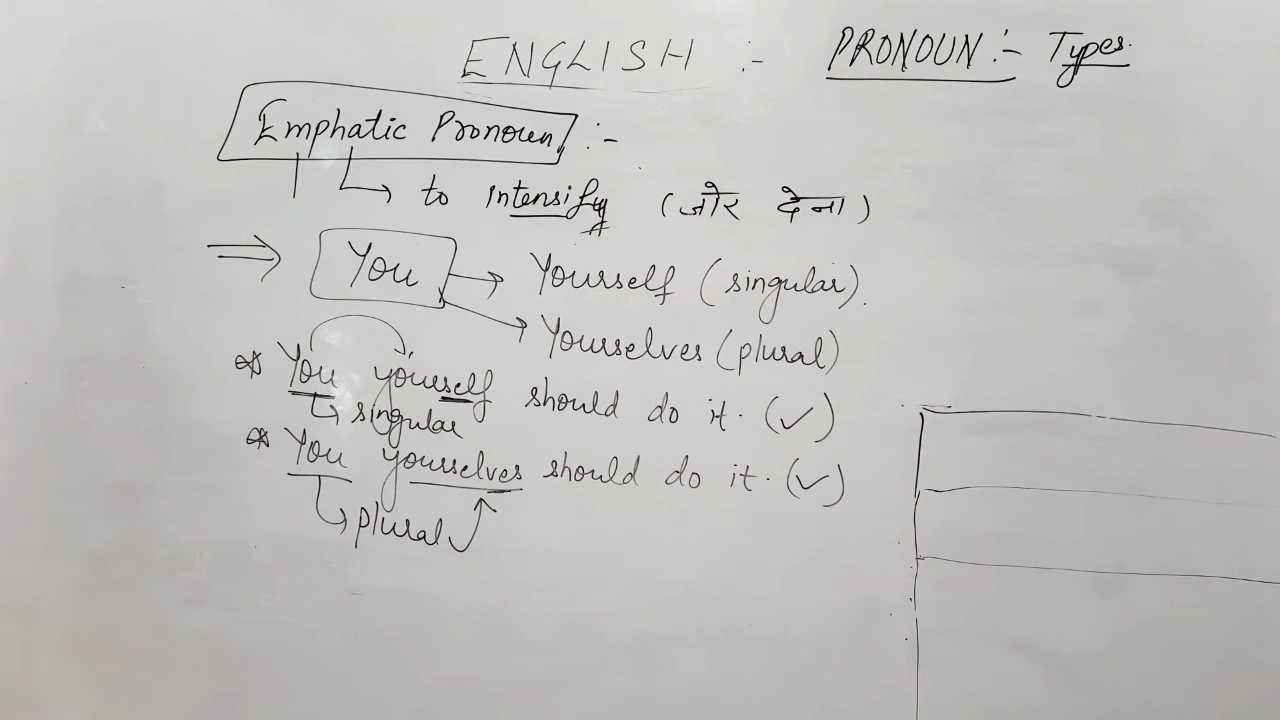 ENGLISH :- PRONOUN :- Types.
Emphatic Pronoun :-
to intensify (जोर देना)
⇒ You → Yourself (singular).
→ Yourselves (plural)
* You yourself should do it. (✓)
↳ singular
* You yourselves should do it. (✓)
↳ plural